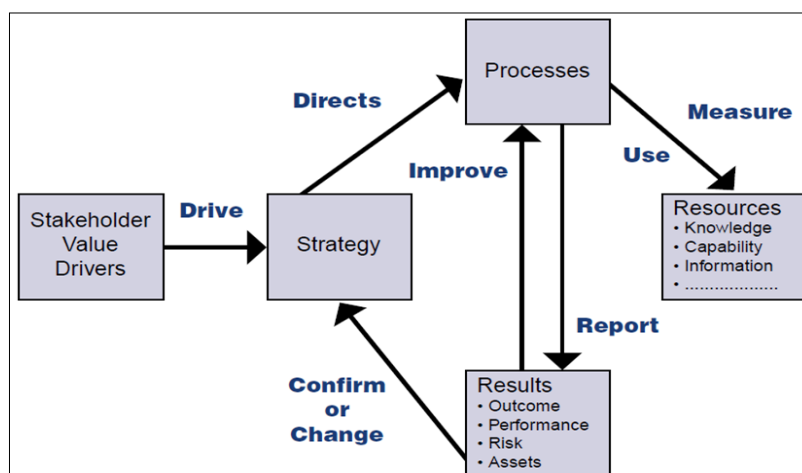 Processes
Directs
Measure
Improve
Use
Stakeholder
Value
Drivers
Drive
Strategy
Resources
• Knowledge
• Capability
• Information
• ...................
Report
Confirm
or
Change
Results
• Outcome
• Performance
• Risk
• Assets